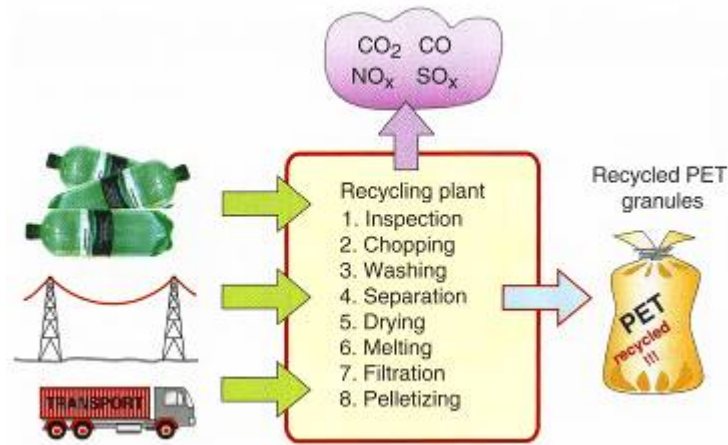 CO₂ CO
NOₓ SOₓ
Recycling plant
1. Inspection
2. Chopping
3. Washing
4. Separation
5. Drying
6. Melting
7. Filtration
8. Pelletizing
Recycled PET
granules
PET
recycled
!!!
TRANSPORT